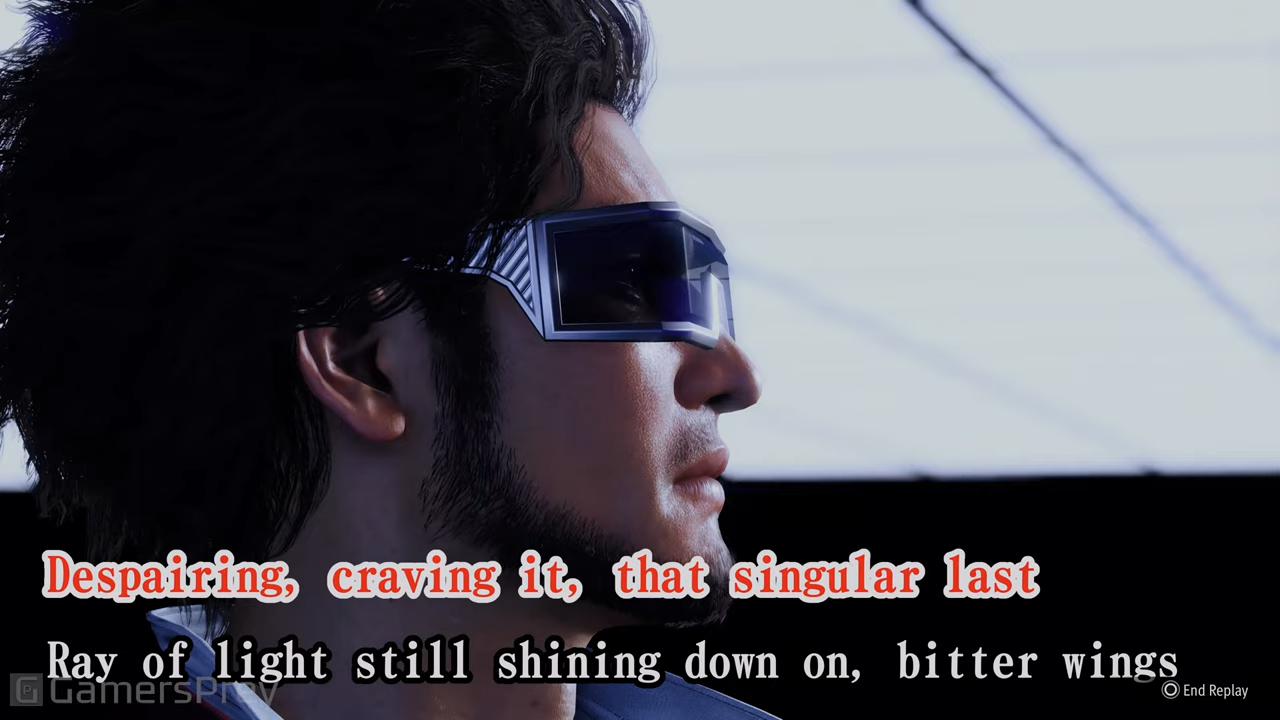 Despairing, craving it, that singular last
Ray of light still shining down on, bitter wings
GamersPrey
End Replay